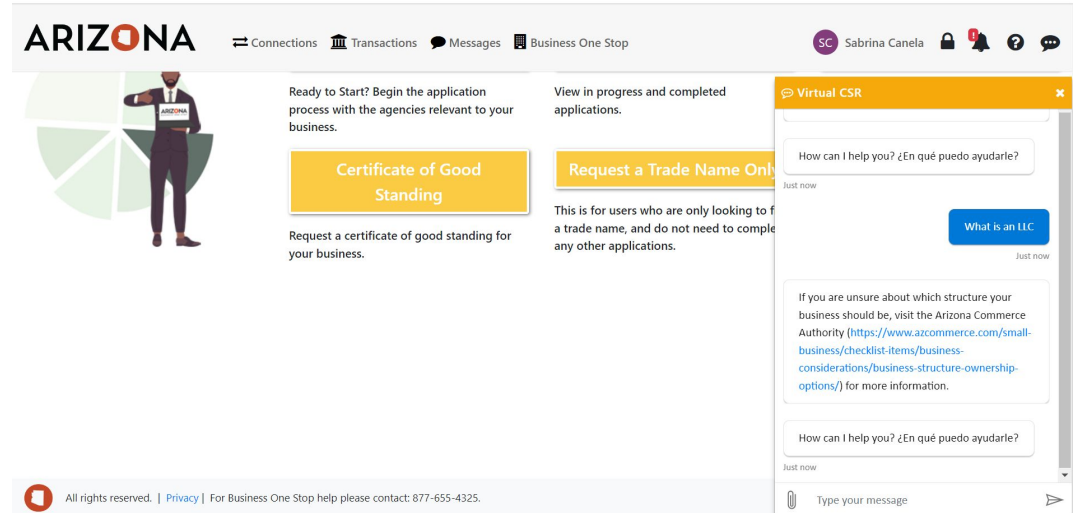 ARIZONA
Connections Transactions Messages Business One Stop
SC Sabrina Canela
ARIZONA
Ready to Start? Begin the application
process with the agencies relevant to your
business.
View in progress and completed
applications.
Certificate of Good
Standing
Request a certificate of good standing for
your business.
Request a Trade Name Only
This is for users who are only looking to f
a trade name, and do not need to comple
any other applications.
Virtual CSR
How can I help you? ¿En qué puedo ayudarle?
Just now
What is an LLC
Just now
If you are unsure about which structure your
business should be, visit the Arizona Commerce
Authority (https://www.azcommerce.com/small-
business/checklist-items/business-
considerations/business-structure-ownership-
options/) for more information.
How can I help you? ¿En qué puedo ayudarle?
Just now
Type your message
All rights reserved. | Privacy | For Business One Stop help please contact: 877-655-4325.